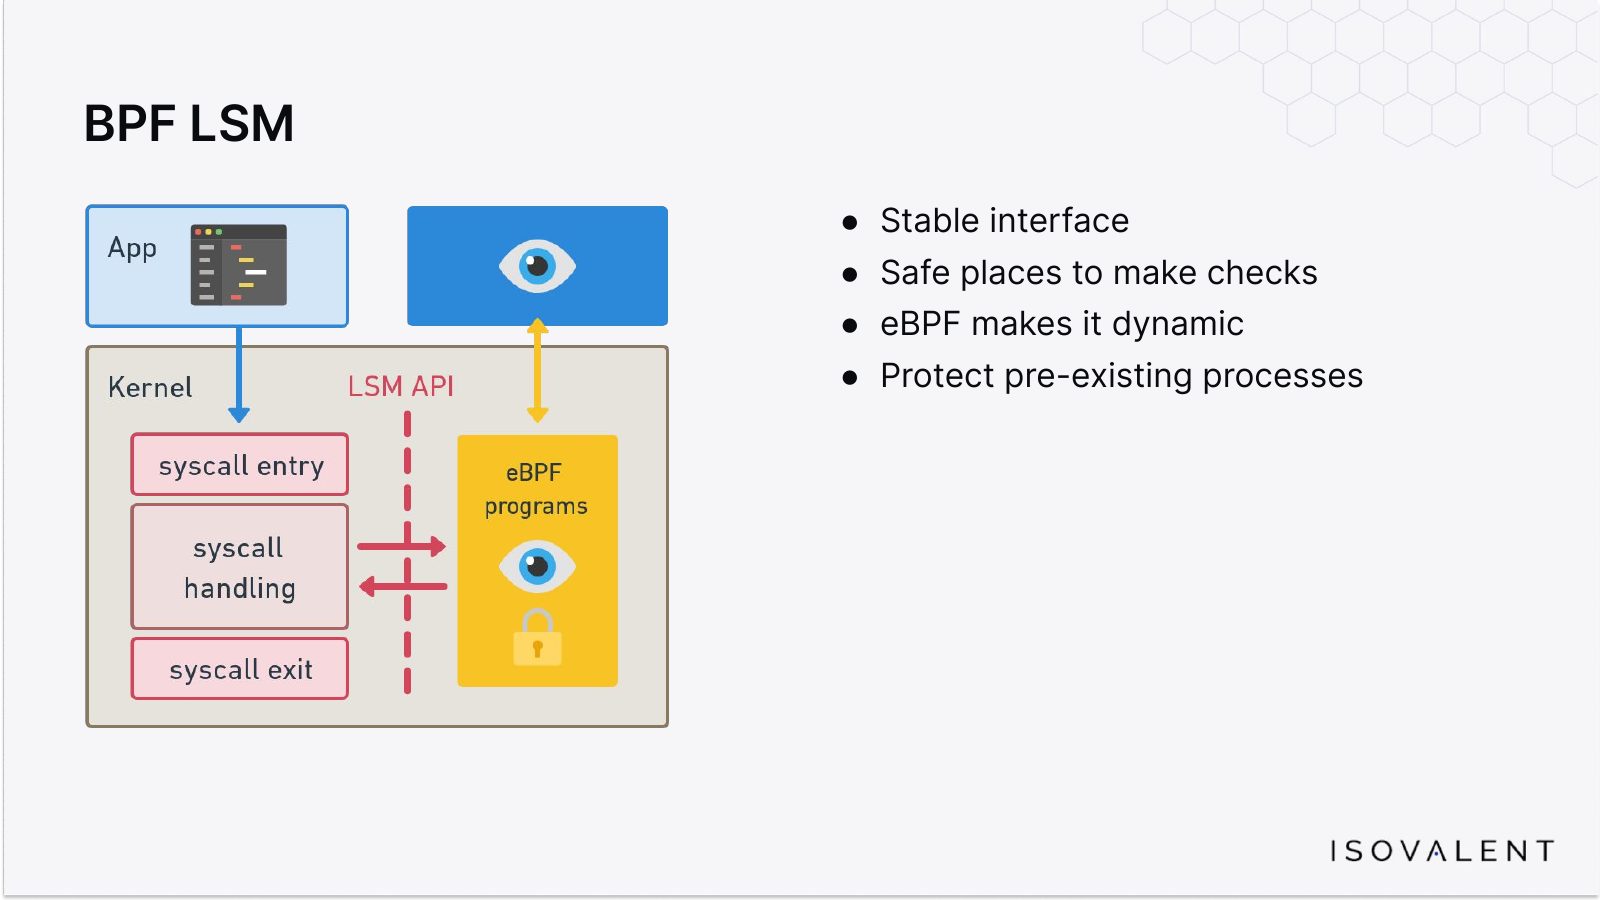 BPF LSM
App
Kernel
LSM API
syscall entry
syscall
handling
syscall exit
eBPF
programs
● Stable interface
● Safe places to make checks
● eBPF makes it dynamic
● Protect pre-existing processes
ISOVALENT